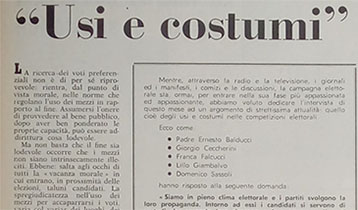 “Usi e costumi”
LA ricerca dei voti preferen-
ziali non è di per sé ripro-
vevole: rientra, dal punto di
vista morale, nelle norme che
regolano l'uso dei mezzi in rap-
porto al fine. Assumersi l'onere
di provvedere al bene pubblico,
dopo aver ben ponderato le
proprie capacità, può essere ad-
dirittura cosa lodevole.
Ma non basta che il fine sia
lodevole occorre che i mezzi
non siano intrinsecamente ille-
citi. Ebbene: salta agli occhi di
tutti la «vacanza morale» in
cui entrano, in prossimità delle
elezioni, taluni candidati. La
spregiudicatezza nell'uso dei
mezzi per accaparrarsi i voti,
Mentre, attraverso la radio e la televisione, i giornali
ed i manifesti, i comizi e le discussioni, la campagna eletto-
rale sta, ormai, per entrare nella sua fase più appassionata
ed appassionante, abbiamo voluto dedicare l'intervista di
questo mese ad un argomento di strettissima attualità: quello
cioè degli usi e costumi nelle competizioni elettorali.
Ecco come
• Padre Ernesto Balducci
• Giorgio Ceccherini
• Franca Falcucci
• Lillo Giambalvo
• Domenico Sassoli
hanno risposto alla seguente domanda:
« Siamo in pieno clima elettorale e i partiti svolgono la
loro propaganda. Intorno ad essi i candidati si servono di